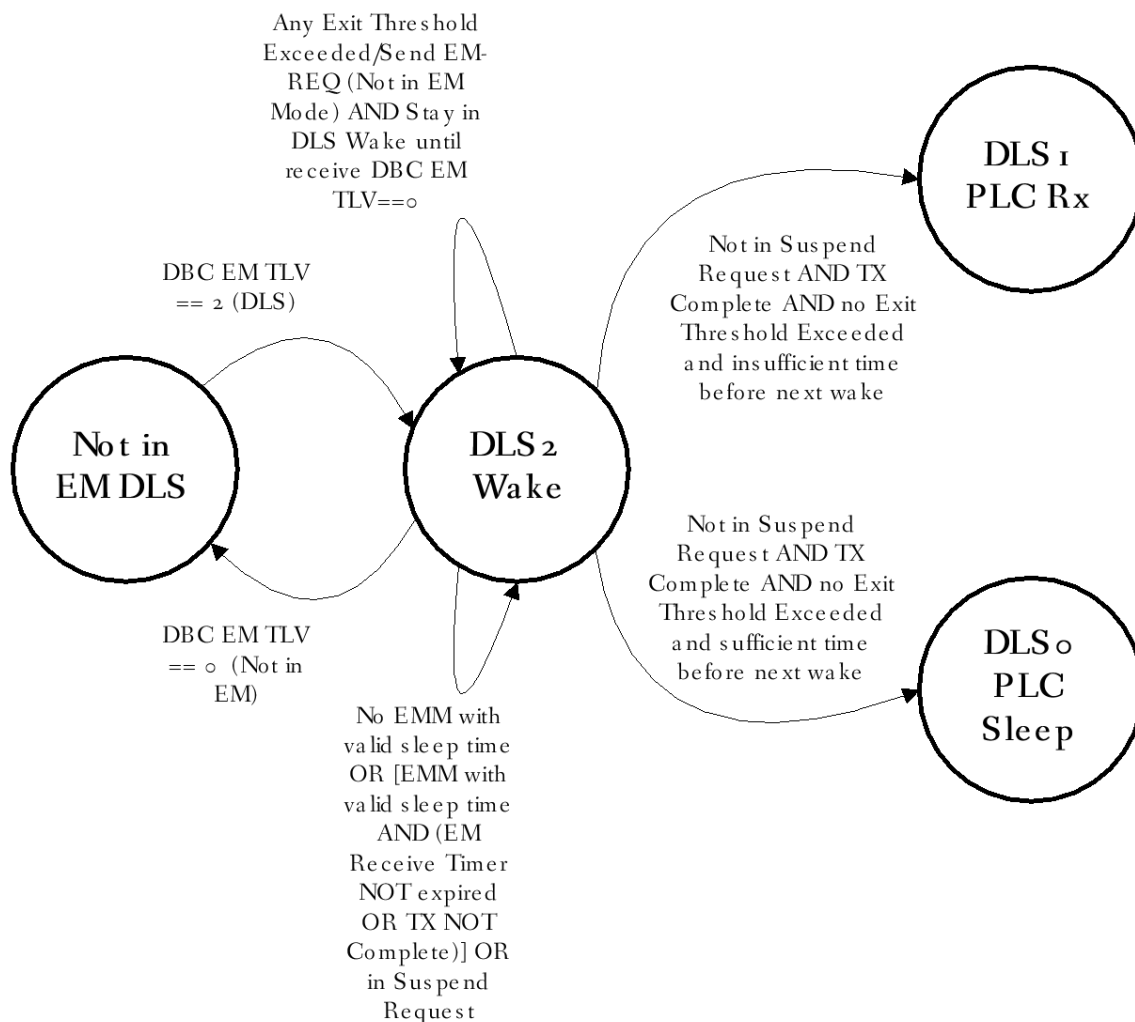 Any Exit Threshold
Exceeded/Send EM-
REQ (Not in EM
Mode) AND Stay in
DLS Wake until
receive DBC EM
TLV==0
DBC EM TLV
== 2 (DLS)
Not in
EM DLS
DBC EM TLV
== 0 (Not in
EM)
DLS 2
Wake
No EMM with
valid sleep time
OR [EMM with
valid sleep time
AND (EM
Receive Timer
NOT expired
OR TX NOT
Complete)] OR
in Suspend
Request
DLS 1
PLC Rx
Not in Suspend
Request AND TX
Complete AND no Exit
Threshold Exceeded
and insufficient time
before next wake
Not in Suspend
Request AND TX
Complete AND no Exit
Threshold Exceeded
and sufficient time
before next wake
DLS 0
PLC
Sleep